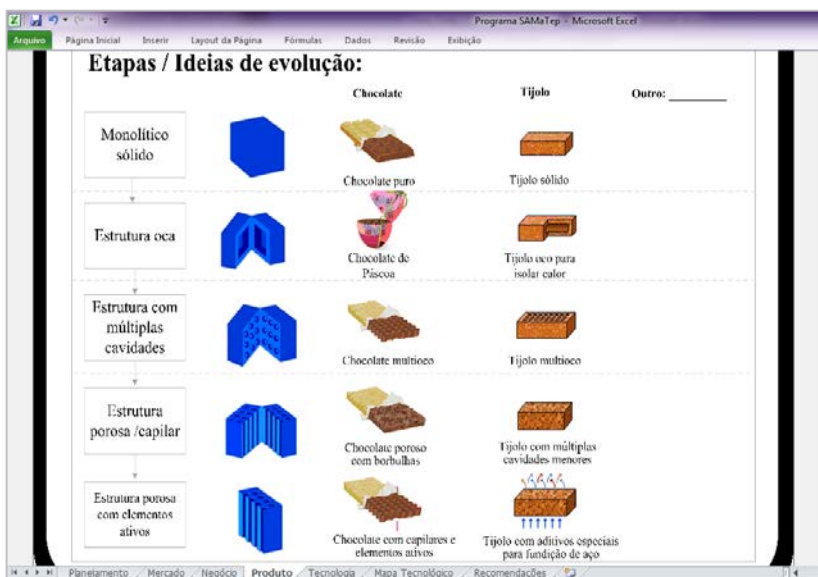 Programa SAMaTep - Microsoft Excel
Arquivo Página Inicial Inserir Layout da Página Fórmulas Dados Revisão Exibição
Etapas / Ideias de evolução:
Chocolate Tijolo Outro: ________
Monolítico
sólido
Chocolate puro
Tijolo sólido
Estrutura oca
Chocolate de
Páscoa
Tijolo oco para
isolar calor
Estrutura com
múltiplas
cavidades
Chocolate multioco
Tijolo multioco
Estrutura
porosa /capilar
Chocolate poroso
com borbulhas
Tijolo com múltiplas
cavidades menores
Estrutura porosa
com elementos
ativos
Chocolate com capilares e
elementos ativos
Tijolo com aditivos especiais
para fundição de aço
Planejamento Mercado Negócio Produto Tecnologia Mapa Tecnológico Recomendações